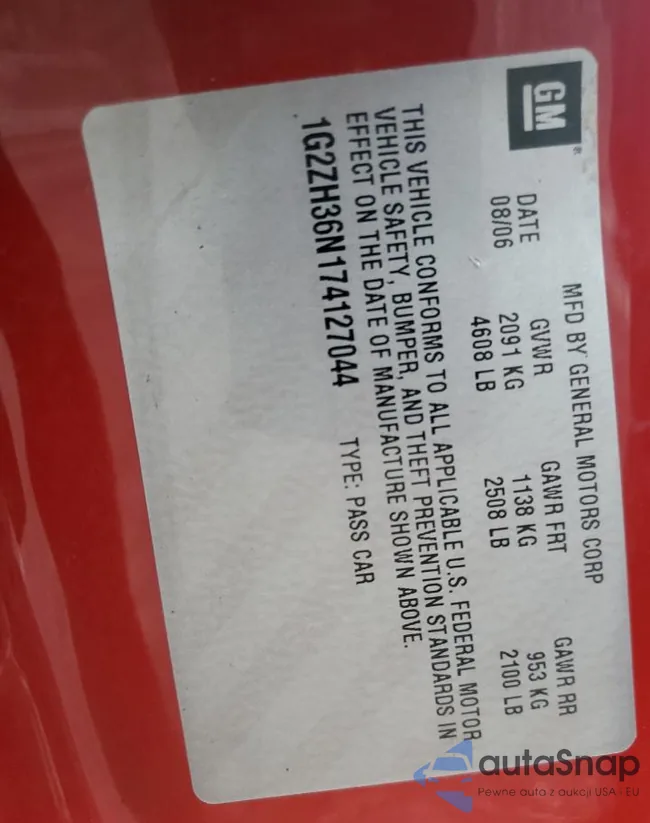 GM
MFD BY GENERAL MOTORS CORP
DATE GVWR GAWR FRT GAWR RR
08/06 2091 KG 1138 KG 953 KG
4608 LB 2508 LB 2100 LB
THIS VEHICLE CONFORMS TO ALL APPLICABLE U.S. FEDERAL MOTOR
VEHICLE SAFETY, BUMPER, AND THEFT PREVENTION STANDARDS IN
EFFECT ON THE DATE OF MANUFACTURE SHOWN ABOVE.
1G2ZH36N174127044 TYPE: PASS CAR
autaSnap
Pewne auta z aukcji USA - EU